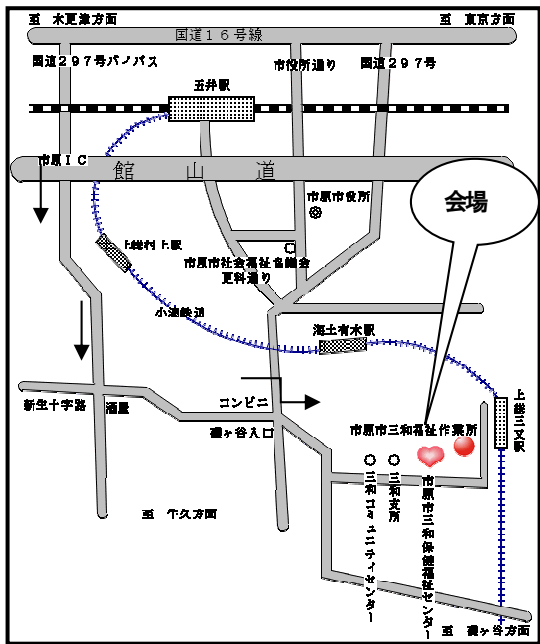 至　木更津方面
至　東京方面
国道１６号線
国道２９７号バイパス
市役所通り
国道２９７号
五井駅
市原ＩＣ
館　山　道
会場
市原市役所
上総村上駅
市原市社会福祉協議会
更科通り
小湊鉄道
海士有木駅
上総三又駅
新生十字路
酒屋
コンビニ
市原市三和福祉作業所
磯ヶ谷入口
三和コミュニティセンター
三和支所
市原市三和保健福祉センター
至　牛久方面
至　磯ヶ谷方面